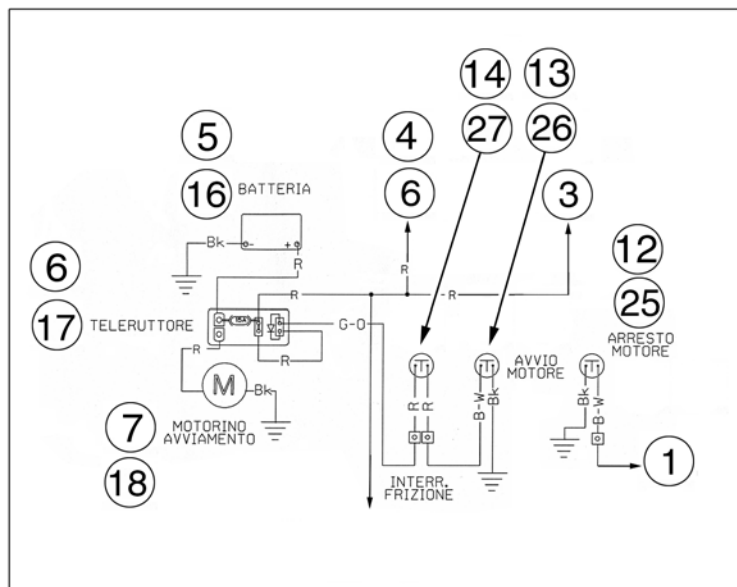 14 13
5 4 27 26
16 BATTERIA 6 3
Bk - + R
6 R 12
17 TELERUTTORE 15A R R 25
G-O ARRESTO MOTORE
R R AVVIO MOTORE
M Bk R R B-W Bk Bk B-W
7 MOTORINO AVVIAMENTO
18 INTERR. FRIZIONE 1